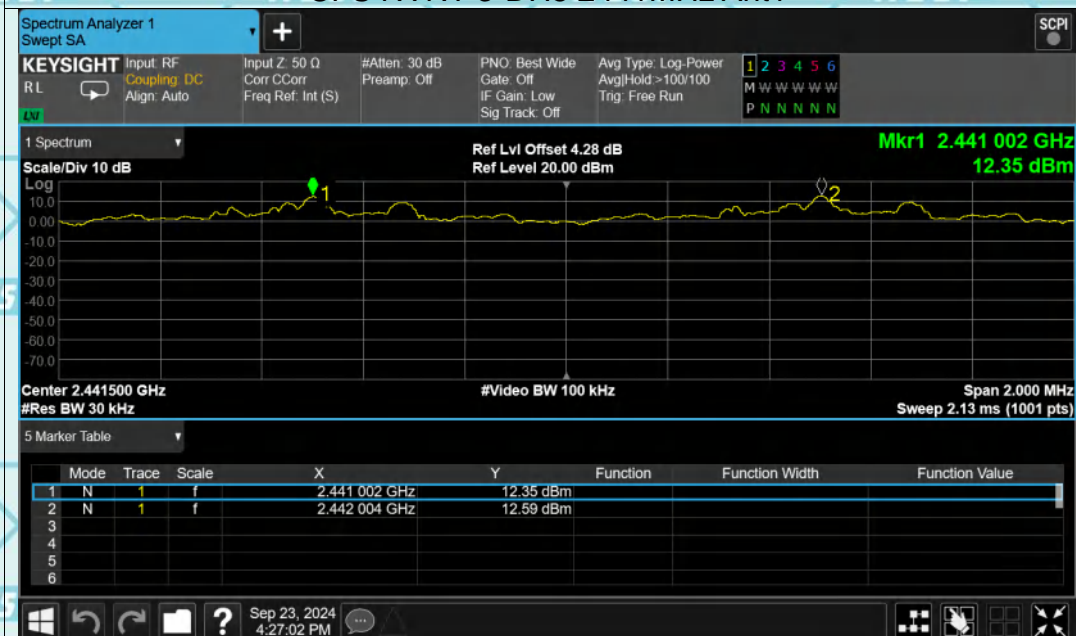 Spectrum Analyzer 1
Swept SA
+
SCPI
KEYSIGHT Input: RF Input Z: 50 Ω #Atten: 30 dB PNO: Best Wide Avg Type: Log-Power 1 2 3 4 5 6
R L Coupling: DC Corr CCorr Preamp: Off Gate: Off Avg|Hold:>100/100 M W W W W W
Align: Auto Freq Ref: Int (S) IF Gain: Low Trig: Free Run
LXI Sig Track: Off P N N N N N
1 Spectrum Ref Lvl Offset 4.28 dB Mkr1 2.441 002 GHz
Scale/Div 10 dB Ref Level 20.00 dBm 12.35 dBm
Log
1 2
10.0
0.00
-10.0
-20.0
-30.0
-40.0
-50.0
-60.0
-70.0
Center 2.441500 GHz #Video BW 100 kHz Span 2.000 MHz
#Res BW 30 kHz Sweep 2.13 ms (1001 pts)
5 Marker Table
Mode Trace Scale X Y Function Function Width Function Value
1 N 1 f 2.441 002 GHz 12.35 dBm
2 N 1 f 2.442 004 GHz 12.59 dBm
3
4
5
6
? Sep 23, 2024
4:27:02 PM